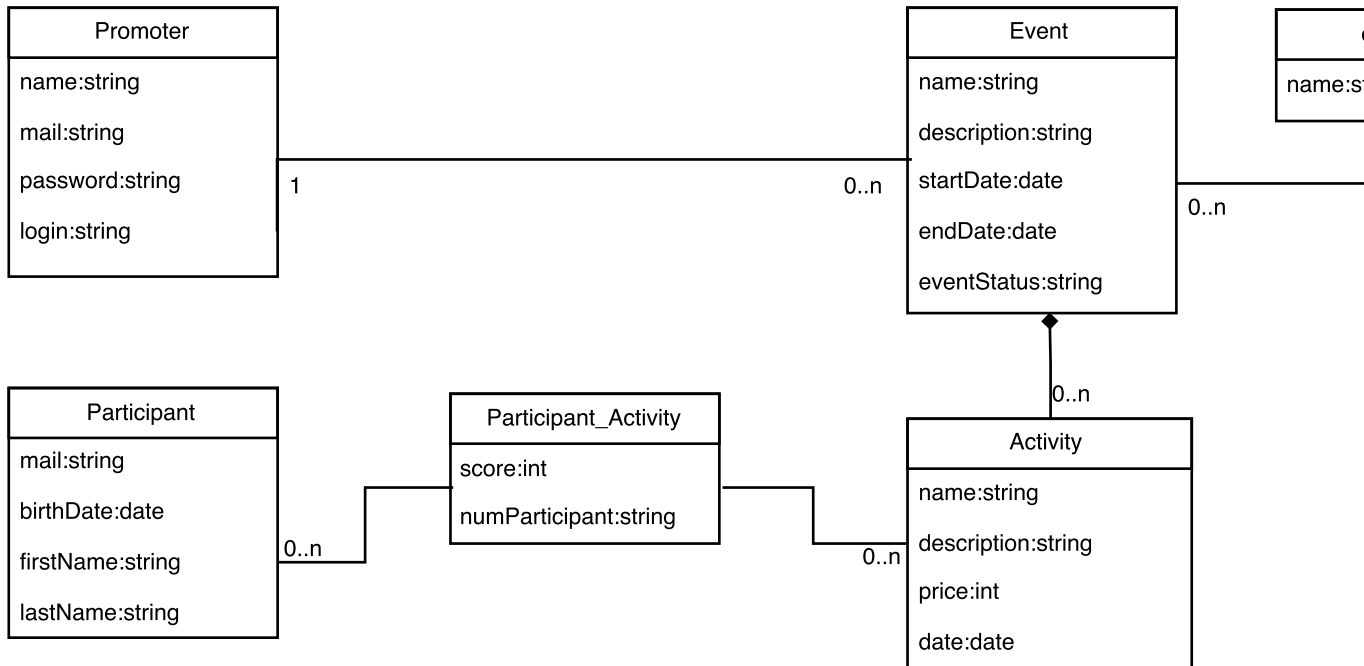 Promoter
name:string
mail:string
password:string
login:string
1
0..n
Event
name:string
description:string
startDate:date
endDate:date
eventStatus:string
0..n
0..n
Participant
mail:string
birthDate:date
firstName:string
lastName:string
0..n
Participant_Activity
score:int
numParticipant:string
0..n
Activity
name:string
description:string
price:int
date:date